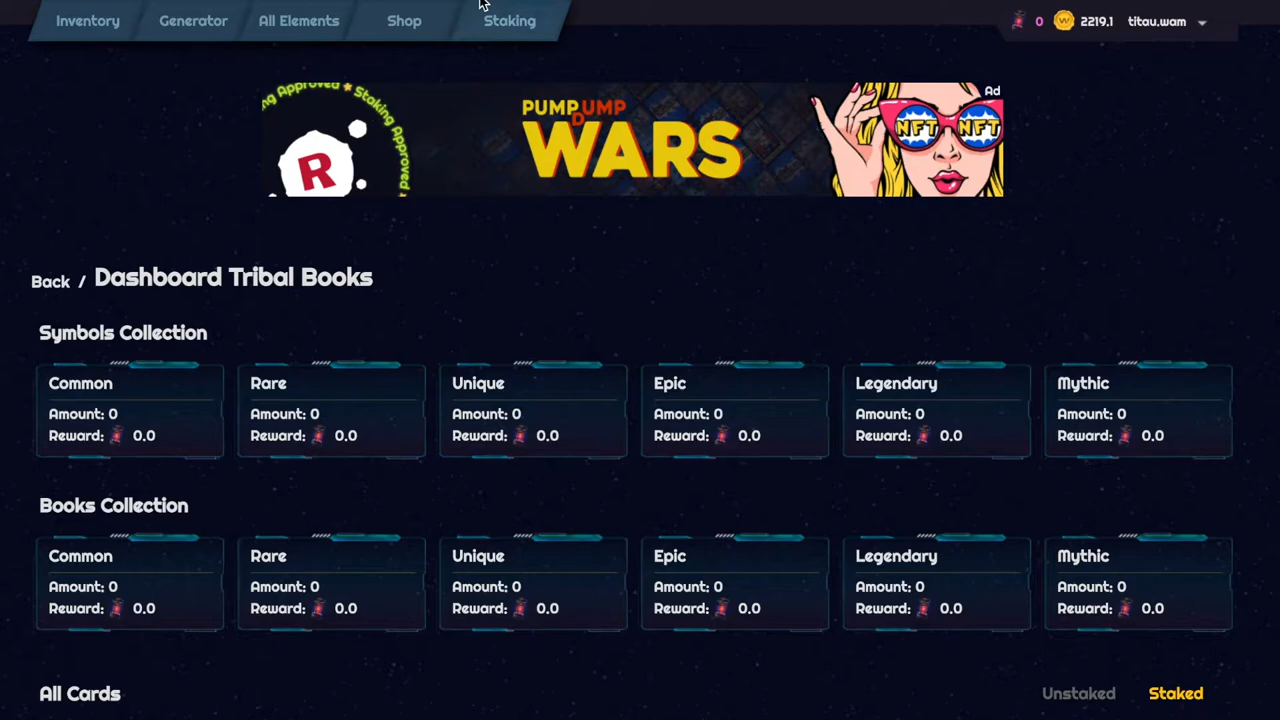 Inventory Generator All Elements Shop Staking 0 2219.1 titau.wam
ng Approved ★ Staking Approved
R
PUMP DUMP
WARS
NFT NFT
Ad
Back / Dashboard Tribal Books
Symbols Collection
Common Rare Unique Epic Legendary Mythic
Amount: 0 Amount: 0 Amount: 0 Amount: 0 Amount: 0 Amount: 0
Reward: 0.0 Reward: 0.0 Reward: 0.0 Reward: 0.0 Reward: 0.0 Reward: 0.0
Books Collection
Common Rare Unique Epic Legendary Mythic
Amount: 0 Amount: 0 Amount: 0 Amount: 0 Amount: 0 Amount: 0
Reward: 0.0 Reward: 0.0 Reward: 0.0 Reward: 0.0 Reward: 0.0 Reward: 0.0
All Cards Unstaked Staked